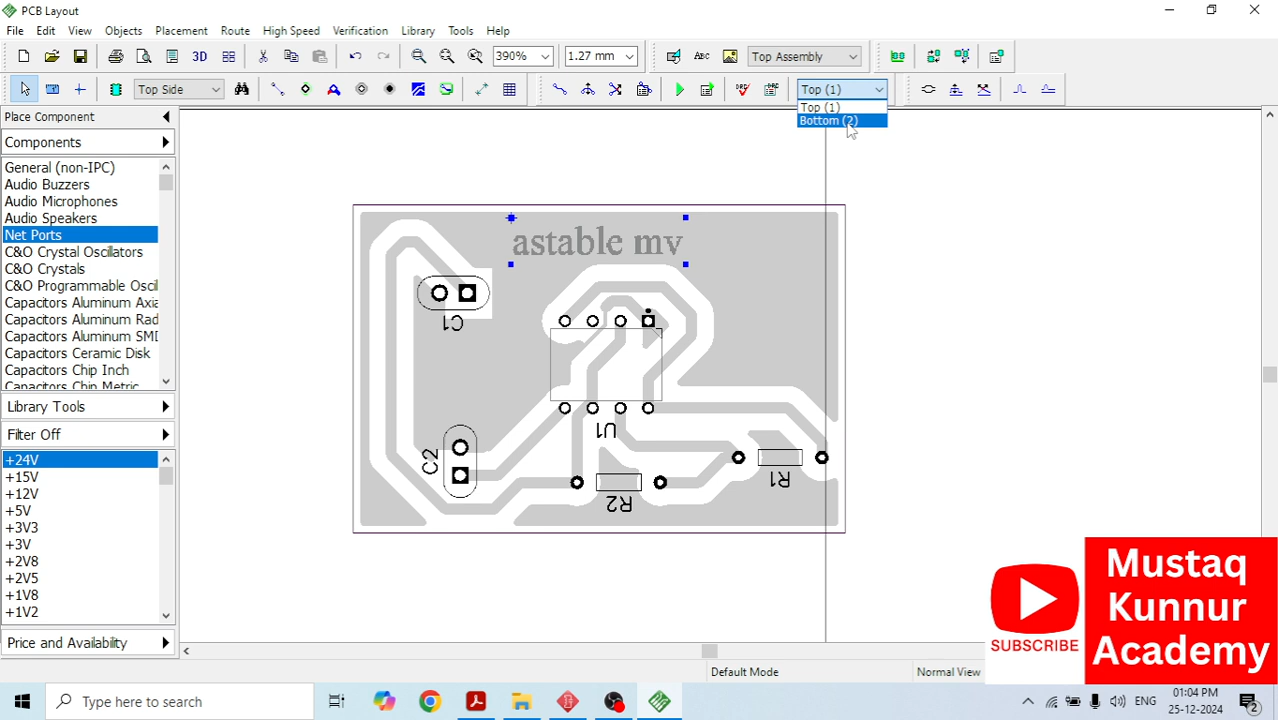 PCB Layout
File Edit View Objects Placement Route High Speed Verification Library Tools Help
3D 390% 1.27 mm ABC Top Assembly
Top Side Top (1)
Top (1)
Bottom (2)
Place Component
Components
General (non-IPC)
Audio Buzzers
Audio Microphones
Audio Speakers
Net Ports
C&O Crystal Oscillators
C&O Crystals
C&O Programmable Oscil
Capacitors Aluminum Axia
Capacitors Aluminum Rad
Capacitors Aluminum SMD
Capacitors Ceramic Disk
Capacitors Chip Inch
Capacitors Chip Metric
Library Tools
Filter Off
+24V
+15V
+12V
+5V
+3V3
+3V
+2V8
+2V5
+1V8
+1V2
Price and Availability
astable mv
C1
U1
C2
R1
R2
SUBSCRIBE
Mustaq
Kunnur
Academy
Default Mode Normal View
Type here to search
ENG
01:04 PM
25-12-2024
2